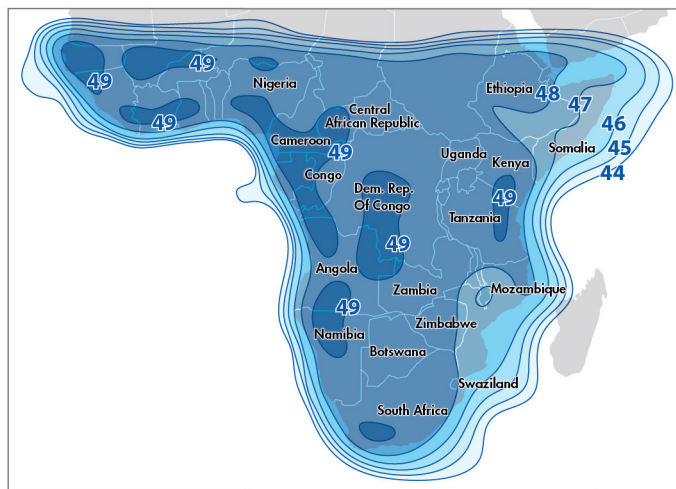 49
49
Nigeria
Ethiopia
48
47
49
Central
African Republic
46
Cameroon
49
Uganda
Kenya
Somalia
45
44
Congo
Dem. Rep.
Of Congo
49
Tanzania
49
Angola
Zambia
Mozambique
49
Namibia
Zimbabwe
Botswana
Swaziland
South Africa